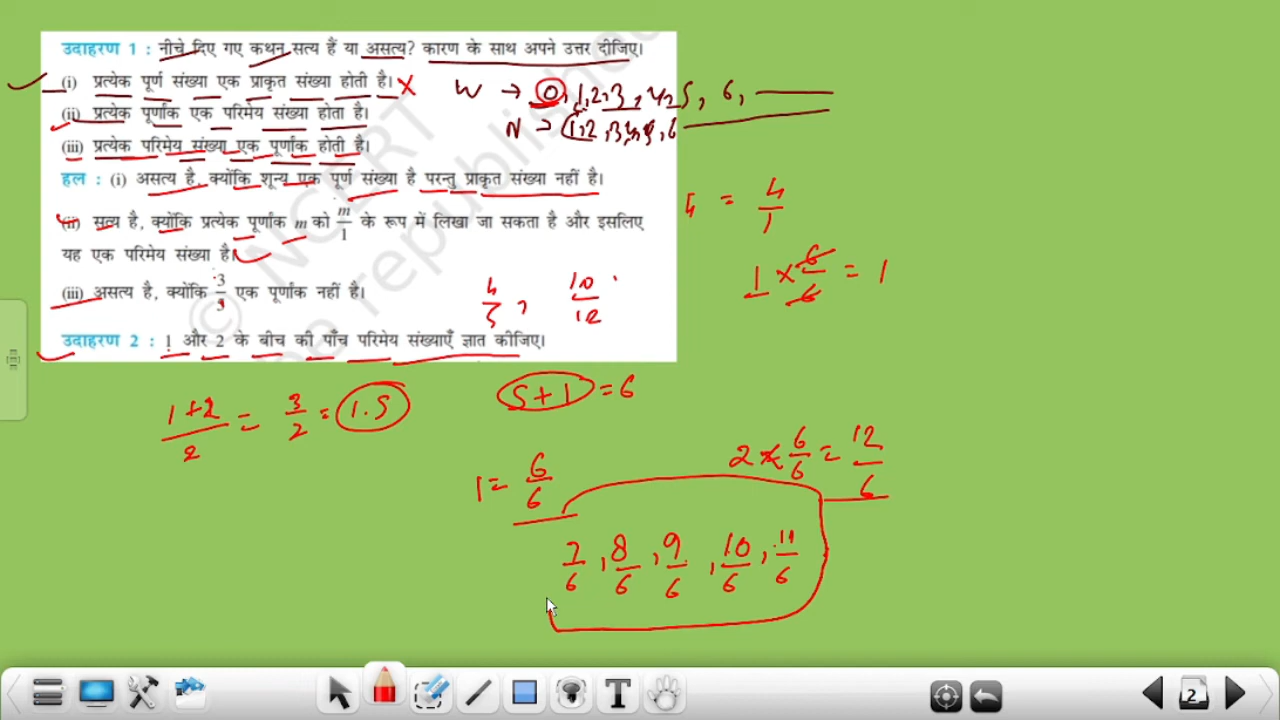 उदाहरण 1 : नीचे दिए गए कथन सत्य हैं या असत्य? कारण के साथ अपने उत्तर दीजिए।
(i) प्रत्येक पूर्ण संख्या एक प्राकृत संख्या होती है। ×
W → 0, 1, 2, 3, 4, 5, 6,
(ii) प्रत्येक पूर्णांक एक परिमेय संख्या होता है।
N → 1, 2, 3, 4, 5, 6
(iii) प्रत्येक परिमेय संख्या एक पूर्णांक होती है।
हल : (i) असत्य है, क्योंकि शून्य एक पूर्ण संख्या है परन्तु प्राकृत संख्या नहीं है।
(ii) सत्य है, क्योंकि प्रत्येक पूर्णांक m को m/1 के रूप में लिखा जा सकता है और इसलिए
यह एक परिमेय संख्या है।
4 = 4/1
1 × 6/6 = 1
(iii) असत्य है, क्योंकि 3/5 एक पूर्णांक नहीं है।
4/5, 10/12
उदाहरण 2 : 1 और 2 के बीच की पाँच परिमेय संख्याएँ ज्ञात कीजिए।
1+2/2 = 3/2 = 1.5
5+1 = 6
1 = 6/6
2 × 6/6 = 12/6
7/6, 8/6, 9/6, 10/6, 11/6
© NCERT
be republished
2